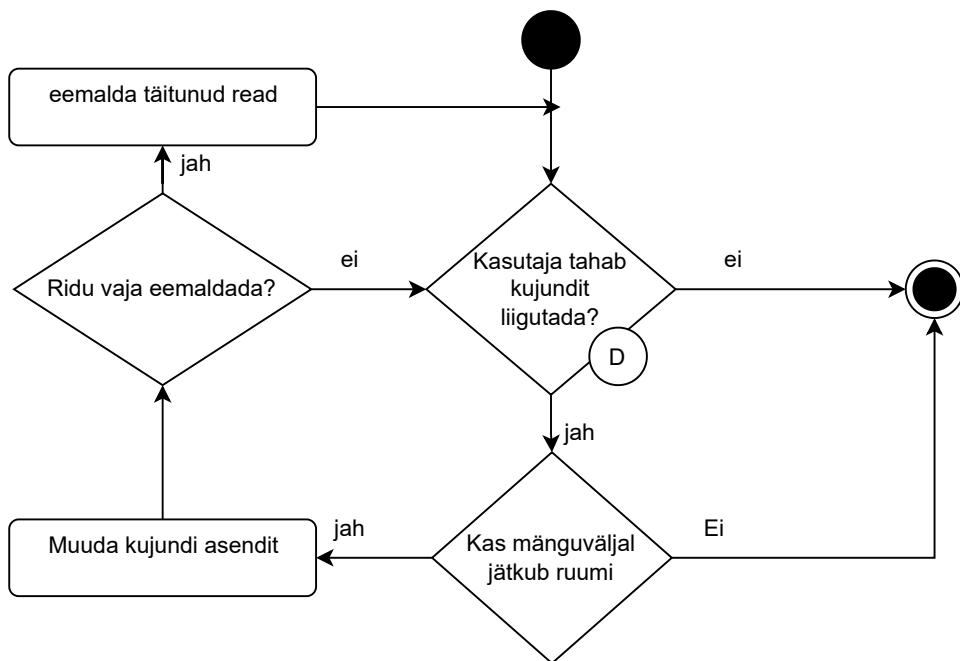 eemalda täitunud read
jah
Ridu vaja eemaldada?
ei
Kasutaja tahab
kujundit
liigutada?
ei
D
jah
Muuda kujundi asendit
jah
Kas mänguväljal
jätkub ruumi
Ei